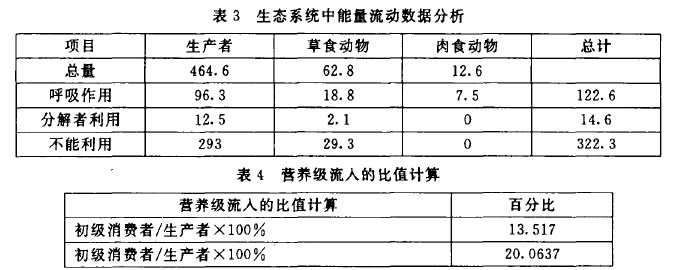 表3 生态系统中能量流动数据分析
项目 生产者 草食动物 肉食动物 总计
总量 464.6 62.8 12.6
呼吸作用 96.3 18.8 7.5 122.6
分解者利用 12.5 2.1 0 14.6
不能利用 293 29.3 0 322.3
表4 营养级流入的比值计算
营养级流入的比值计算 百分比
初级消费者/生产者×100% 13.517
初级消费者/生产者×100% 20.0637